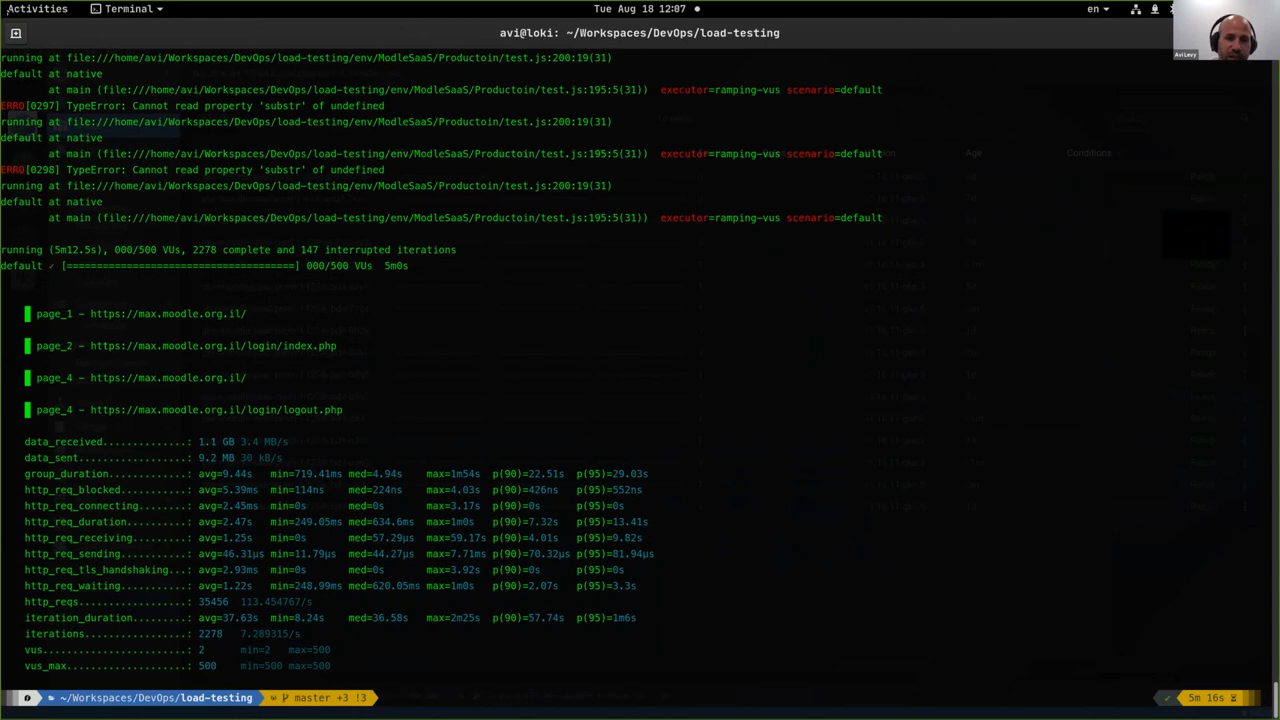 Activities Terminal Tue Aug 18 12:07 en
avi@loki: ~/Workspaces/DevOps/load-testing
Avi Levy
running at file:///home/avi/Workspaces/DevOps/load-testing/env/ModleSaaS/Productoin/test.js:200:19(31)
default at native
at main (file:///home/avi/Workspaces/DevOps/load-testing/env/ModleSaaS/Productoin/test.js:195:5(31)) executor=ramping-vus scenario=default
ERRO[0297] TypeError: Cannot read property 'substr' of undefined
running at file:///home/avi/Workspaces/DevOps/load-testing/env/ModleSaaS/Productoin/test.js:200:19(31)
default at native
at main (file:///home/avi/Workspaces/DevOps/load-testing/env/ModleSaaS/Productoin/test.js:195:5(31)) executor=ramping-vus scenario=default
ERRO[0298] TypeError: Cannot read property 'substr' of undefined
running at file:///home/avi/Workspaces/DevOps/load-testing/env/ModleSaaS/Productoin/test.js:200:19(31)
default at native
at main (file:///home/avi/Workspaces/DevOps/load-testing/env/ModleSaaS/Productoin/test.js:195:5(31)) executor=ramping-vus scenario=default
running (5m12.5s), 000/500 VUs, 2278 complete and 147 interrupted iterations
default ✓ [======================================] 000/500 VUs 5m0s
page_1 - https://max.moodle.org.il/
page_2 - https://max.moodle.org.il/login/index.php
page_4 - https://max.moodle.org.il/
page_4 - https://max.moodle.org.il/login/logout.php
data_received..............: 1.1 GB 3.4 MB/s
data_sent..................: 9.2 MB 30 kB/s
group_duration.............: avg=9.44s min=719.41ms med=4.94s max=1m54s p(90)=22.51s p(95)=29.03s
http_req_blocked...........: avg=5.39ms min=114ns med=224ns max=4.03s p(90)=426ns p(95)=552ns
http_req_connecting........: avg=2.45ms min=0s med=0s max=3.17s p(90)=0s p(95)=0s
http_req_duration..........: avg=2.47s min=249.05ms med=634.6ms max=1m0s p(90)=7.32s p(95)=13.41s
http_req_receiving.........: avg=1.25s min=0s med=57.29µs max=59.17s p(90)=4.01s p(95)=9.82s
http_req_sending...........: avg=46.31µs min=11.79µs med=44.27µs max=7.71ms p(90)=70.32µs p(95)=81.94µs
http_req_tls_handshaking...: avg=2.93ms min=0s med=0s max=3.92s p(90)=0s p(95)=0s
http_req_waiting...........: avg=1.22s min=248.99ms med=620.05ms max=1m0s p(90)=2.07s p(95)=3.3s
http_reqs..................: 35456 113.454767/s
iteration_duration.........: avg=37.63s min=8.24s med=36.58s max=2m25s p(90)=57.74s p(95)=1m6s
iterations.................: 2278 7.289315/s
vus........................: 2 min=2 max=500
vus_max....................: 500 min=500 max=500
~/Workspaces/DevOps/load-testing master +3 !3 ✓ 5m 16s